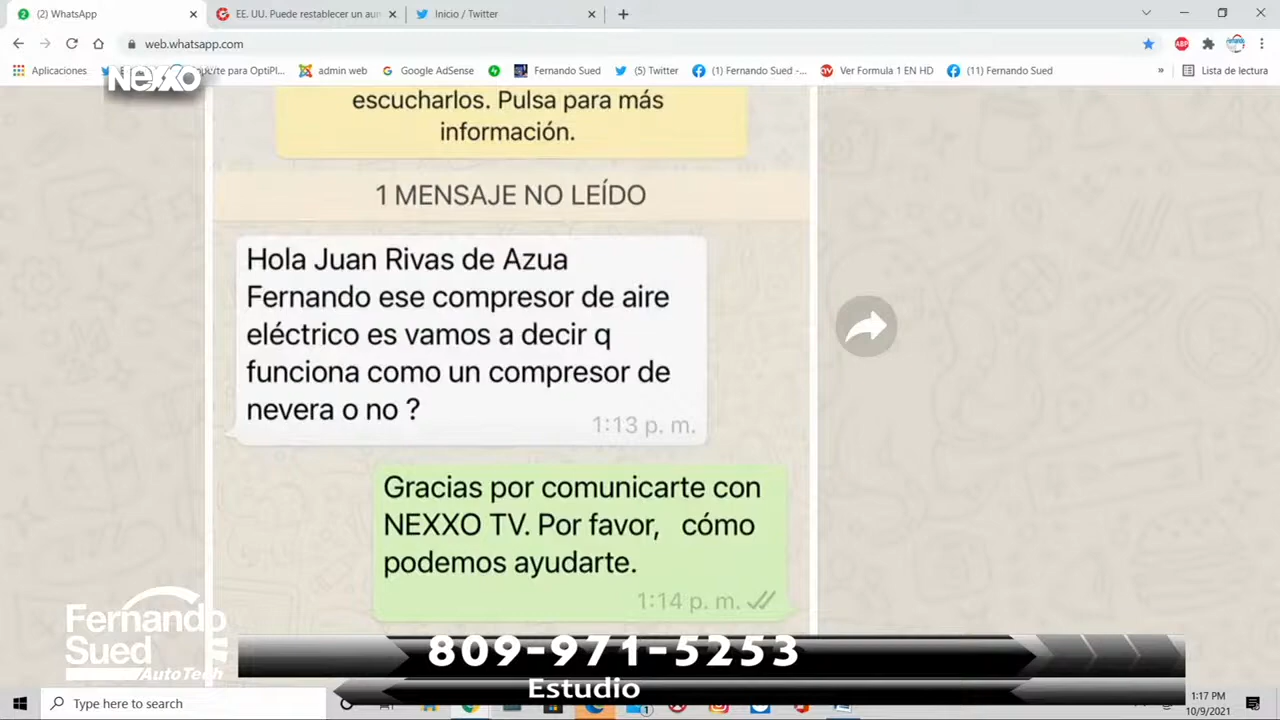 (2) WhatsApp
EE. UU. Puede restablecer un aun
Inicio / Twitter
web.whatsapp.com
ABP
Aplicaciones
te para OptiPl...
admin web
Google AdSense
Fernando Sued
(5) Twitter
(1) Fernando Sued -...
Ver Formula 1 EN HD
(11) Fernando Sued
»
Lista de lectura
Nexxo
escucharlos. Pulsa para más
información.
1 MENSAJE NO LEÍDO
Hola Juan Rivas de Azua
Fernando ese compresor de aire
eléctrico es vamos a decir q
funciona como un compresor de
nevera o no ?
1:13 p. m.
Gracias por comunicarte con
NEXXO TV. Por favor, cómo
podemos ayudarte.
1:14 p. m.
Fernando
Sued
AutoTech
809-971-5253
Estudio
Type here to search
1:17 PM
10/9/2021